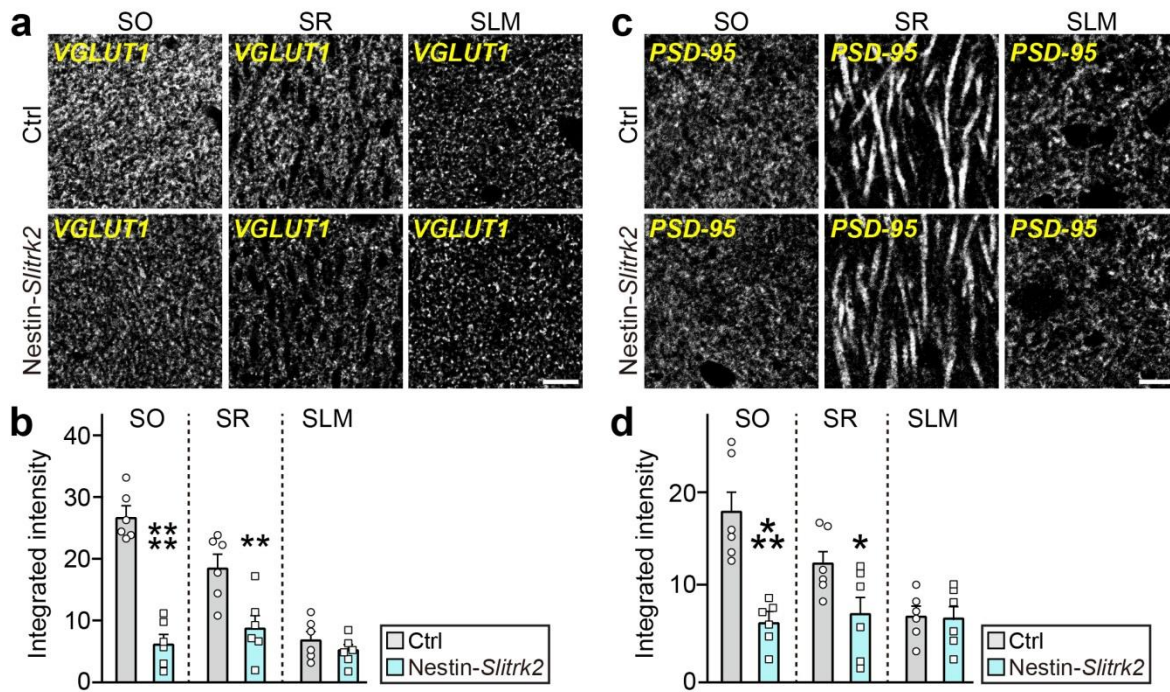 a
SO SR SLM
Ctrl
VGLUT1 VGLUT1 VGLUT1
Nestin-Slitrk2
VGLUT1 VGLUT1 VGLUT1
c
SO SR SLM
Ctrl
PSD-95 PSD-95 PSD-95
Nestin-Slitrk2
PSD-95 PSD-95 PSD-95
b
SO SR SLM
Integrated intensity
40
30
20
10
0
**
**
**
Ctrl
Nestin-Slitrk2
d
SO SR SLM
Integrated intensity
20
10
0
*
**
*
Ctrl
Nestin-Slitrk2